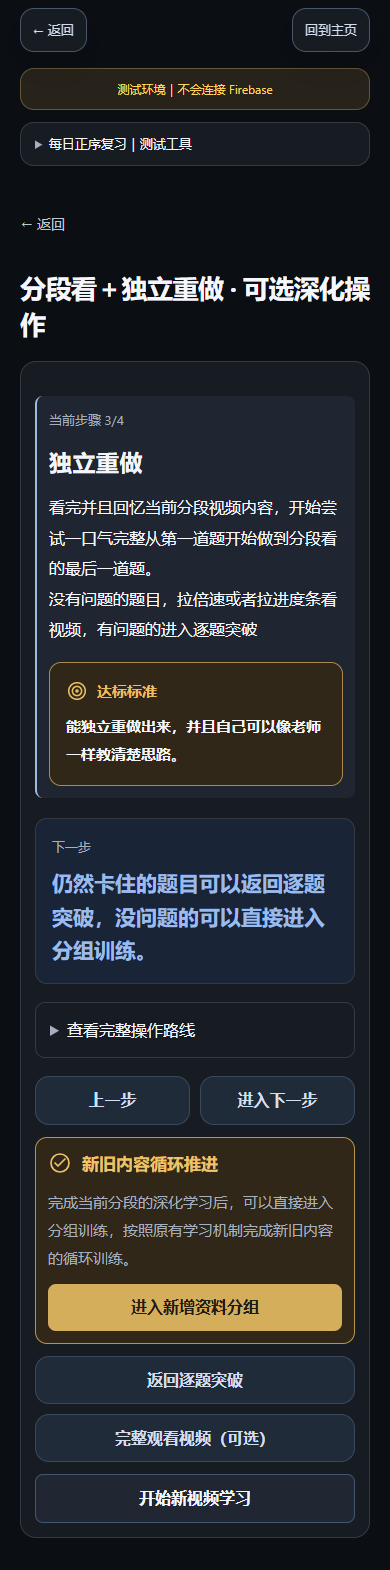 ← 返回
回到主页
测试环境 | 不会连接 Firebase
▶ 每日正序复习 | 测试工具
← 返回
分段看 + 独立重做 · 可选深化操
作
当前步骤 3/4
独立重做
看完并且回忆当前分段视频内容，开始尝
试一口气完整从第一道题开始做到分段看
的最后一道题。
没有问题的题目，拉倍速或者拉进度条看
视频，有问题的进入逐题突破
达标标准
能独立重做出来，并且自己可以像老师
一样教清楚思路。
下一步
仍然卡住的题目可以返回逐题
突破，没问题的可以直接进入
分组训练。
▶ 查看完整操作路线
上一步
进入下一步
新旧内容循环推进
完成当前分段的深化学习后，可以直接进入
分组训练，按照原有学习机制完成新旧内容
的循环训练。
进入新增资料分组
返回逐题突破
完整观看视频（可选）
开始新视频学习